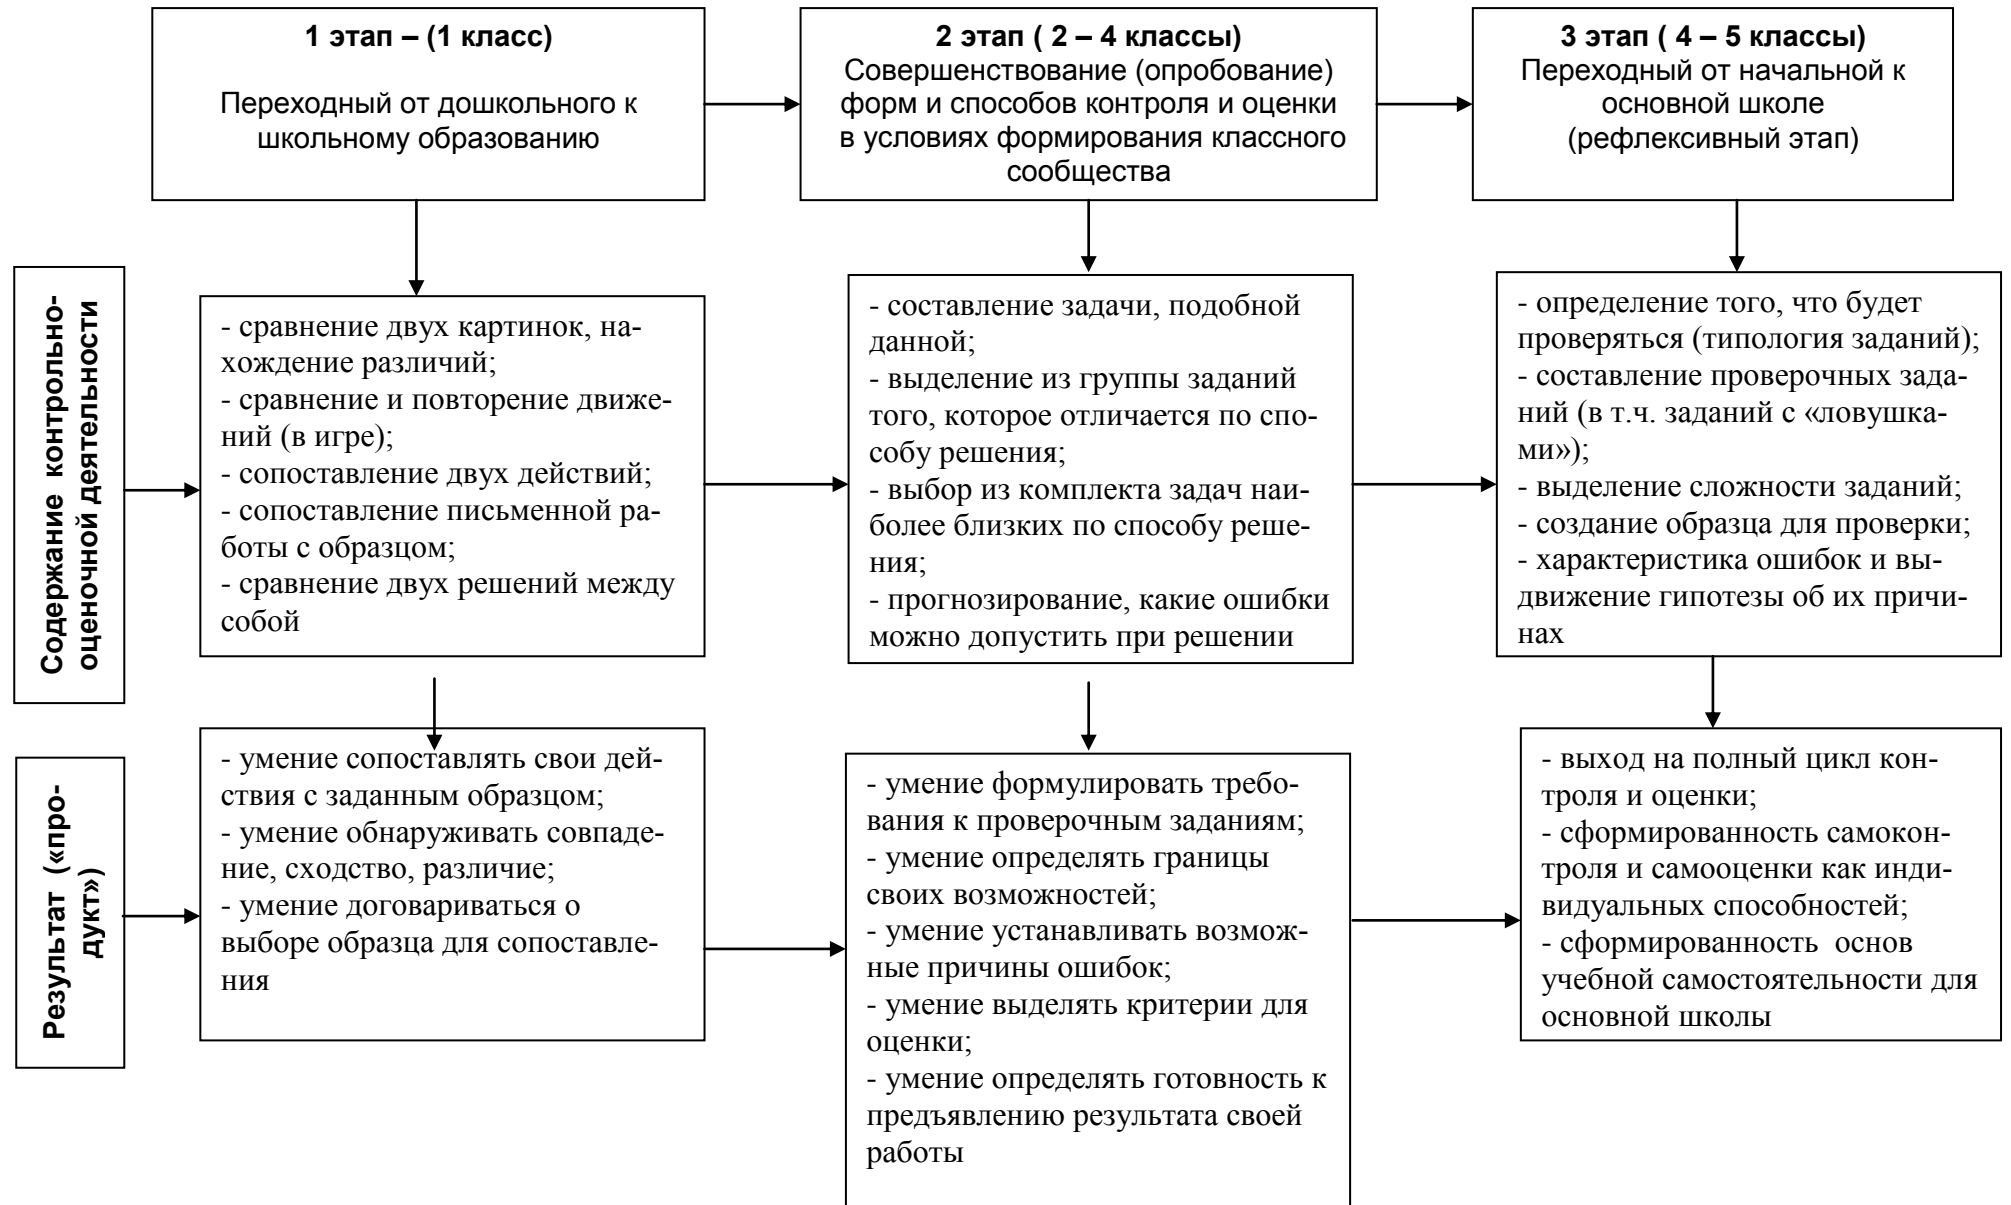 1 этап – (1 класс)
Переходный от дошкольного к
школьному образованию
2 этап ( 2 – 4 классы)
Совершенствование (опробование)
форм и способов контроля и оценки
в условиях формирования классного
сообщества
3 этап ( 4 – 5 классы)
Переходный от начальной к
основной школе
(рефлексивный этап)
Содержание контрольно-
оценочной деятельности
- сравнение двух картинок, на-
хождение различий;
- сравнение и повторение движе-
ний (в игре);
- сопоставление двух действий;
- сопоставление письменной ра-
боты с образцом;
- сравнение двух решений между
собой
- составление задачи, подобной
данной;
- выделение из группы заданий
того, которое отличается по спо-
собу решения;
- выбор из комплекта задач наи-
более близких по способу реше-
ния;
- прогнозирование, какие ошибки
можно допустить при решении
- определение того, что будет
проверяться (типология заданий);
- составление проверочных зада-
ний (в т.ч. заданий с «ловушка-
ми»);
- выделение сложности заданий;
- создание образца для проверки;
- характеристика ошибок и вы-
движение гипотезы об их причи-
нах
Результат («про-
дукт»)
- умение сопоставлять свои дей-
ствия с заданным образцом;
- умение обнаруживать совпаде-
ние, сходство, различие;
- умение договариваться о
выборе образца для сопоставле-
ния
- умение формулировать требо-
вания к проверочным заданиям;
- умение определять границы
своих возможностей;
- умение устанавливать возмож-
ные причины ошибок;
- умение выделять критерии для
оценки;
- умение определять готовность к
предъявлению результата своей
работы
- выход на полный цикл кон-
троля и оценки;
- сформированность самокон-
троля и самооценки как инди-
видуальных способностей;
- сформированность основ
учебной самостоятельности для
основной школы